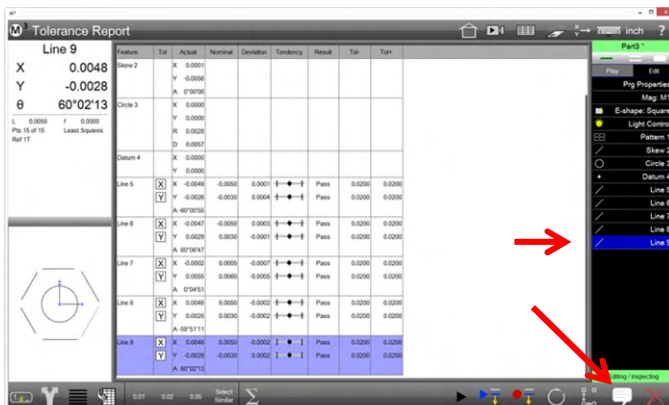 M3 Tolerance Report
inch
?
Line 9
X 0.0048
Y -0.0028
θ 60°02'13
L 0.0055 f 0.0000
Pts 15 of 15 Least Squares
Ref 1T
Feature Tol Actual Nominal Deviation Tendency Result Tol- Tol+
Skew 2 X 0.0001
Y -0.0056
A 0°00'00
Circle 3 X 0.0000
Y 0.0000
R 0.0028
D 0.0057
Datum 4 X 0.0000
Y 0.0000
Line 5 X X -0.0049 -0.0050 0.0001 Pass 0.0200 0.0200
Y Y -0.0026 -0.0030 0.0004 Pass 0.0200 0.0200
A -60°00'55
Line 6 X X -0.0047 -0.0050 0.0003 Pass 0.0200 0.0200
Y Y 0.0029 0.0030 -0.0001 Pass 0.0200 0.0200
A 60°08'47
Line 7 X X -0.0002 0.0005 -0.0007 Pass 0.0200 0.0200
Y Y 0.0055 0.0060 -0.0005 Pass 0.0200 0.0200
A 0°04'51
Line 8 X X 0.0048 0.0050 -0.0002 Pass 0.0200 0.0200
Y Y 0.0028 0.0030 -0.0002 Pass 0.0200 0.0200
A -59°57'11
Line 9 X X 0.0048 0.0050 -0.0002 Pass 0.0200 0.0200
Y Y -0.0028 -0.0030 0.0002 Pass 0.0200 0.0200
A 60°02'13
Part3 *
Play Edit
Prg Properties
Mag: M1
E-shape: Square
Light Control
Pattern 1
Skew 2
Circle 3
Datum 4
Line 5
Line 6
Line 7
Line 8
Line 9
Editing / Inspecting
0.01 0.02 0.05 Select Similar Σ